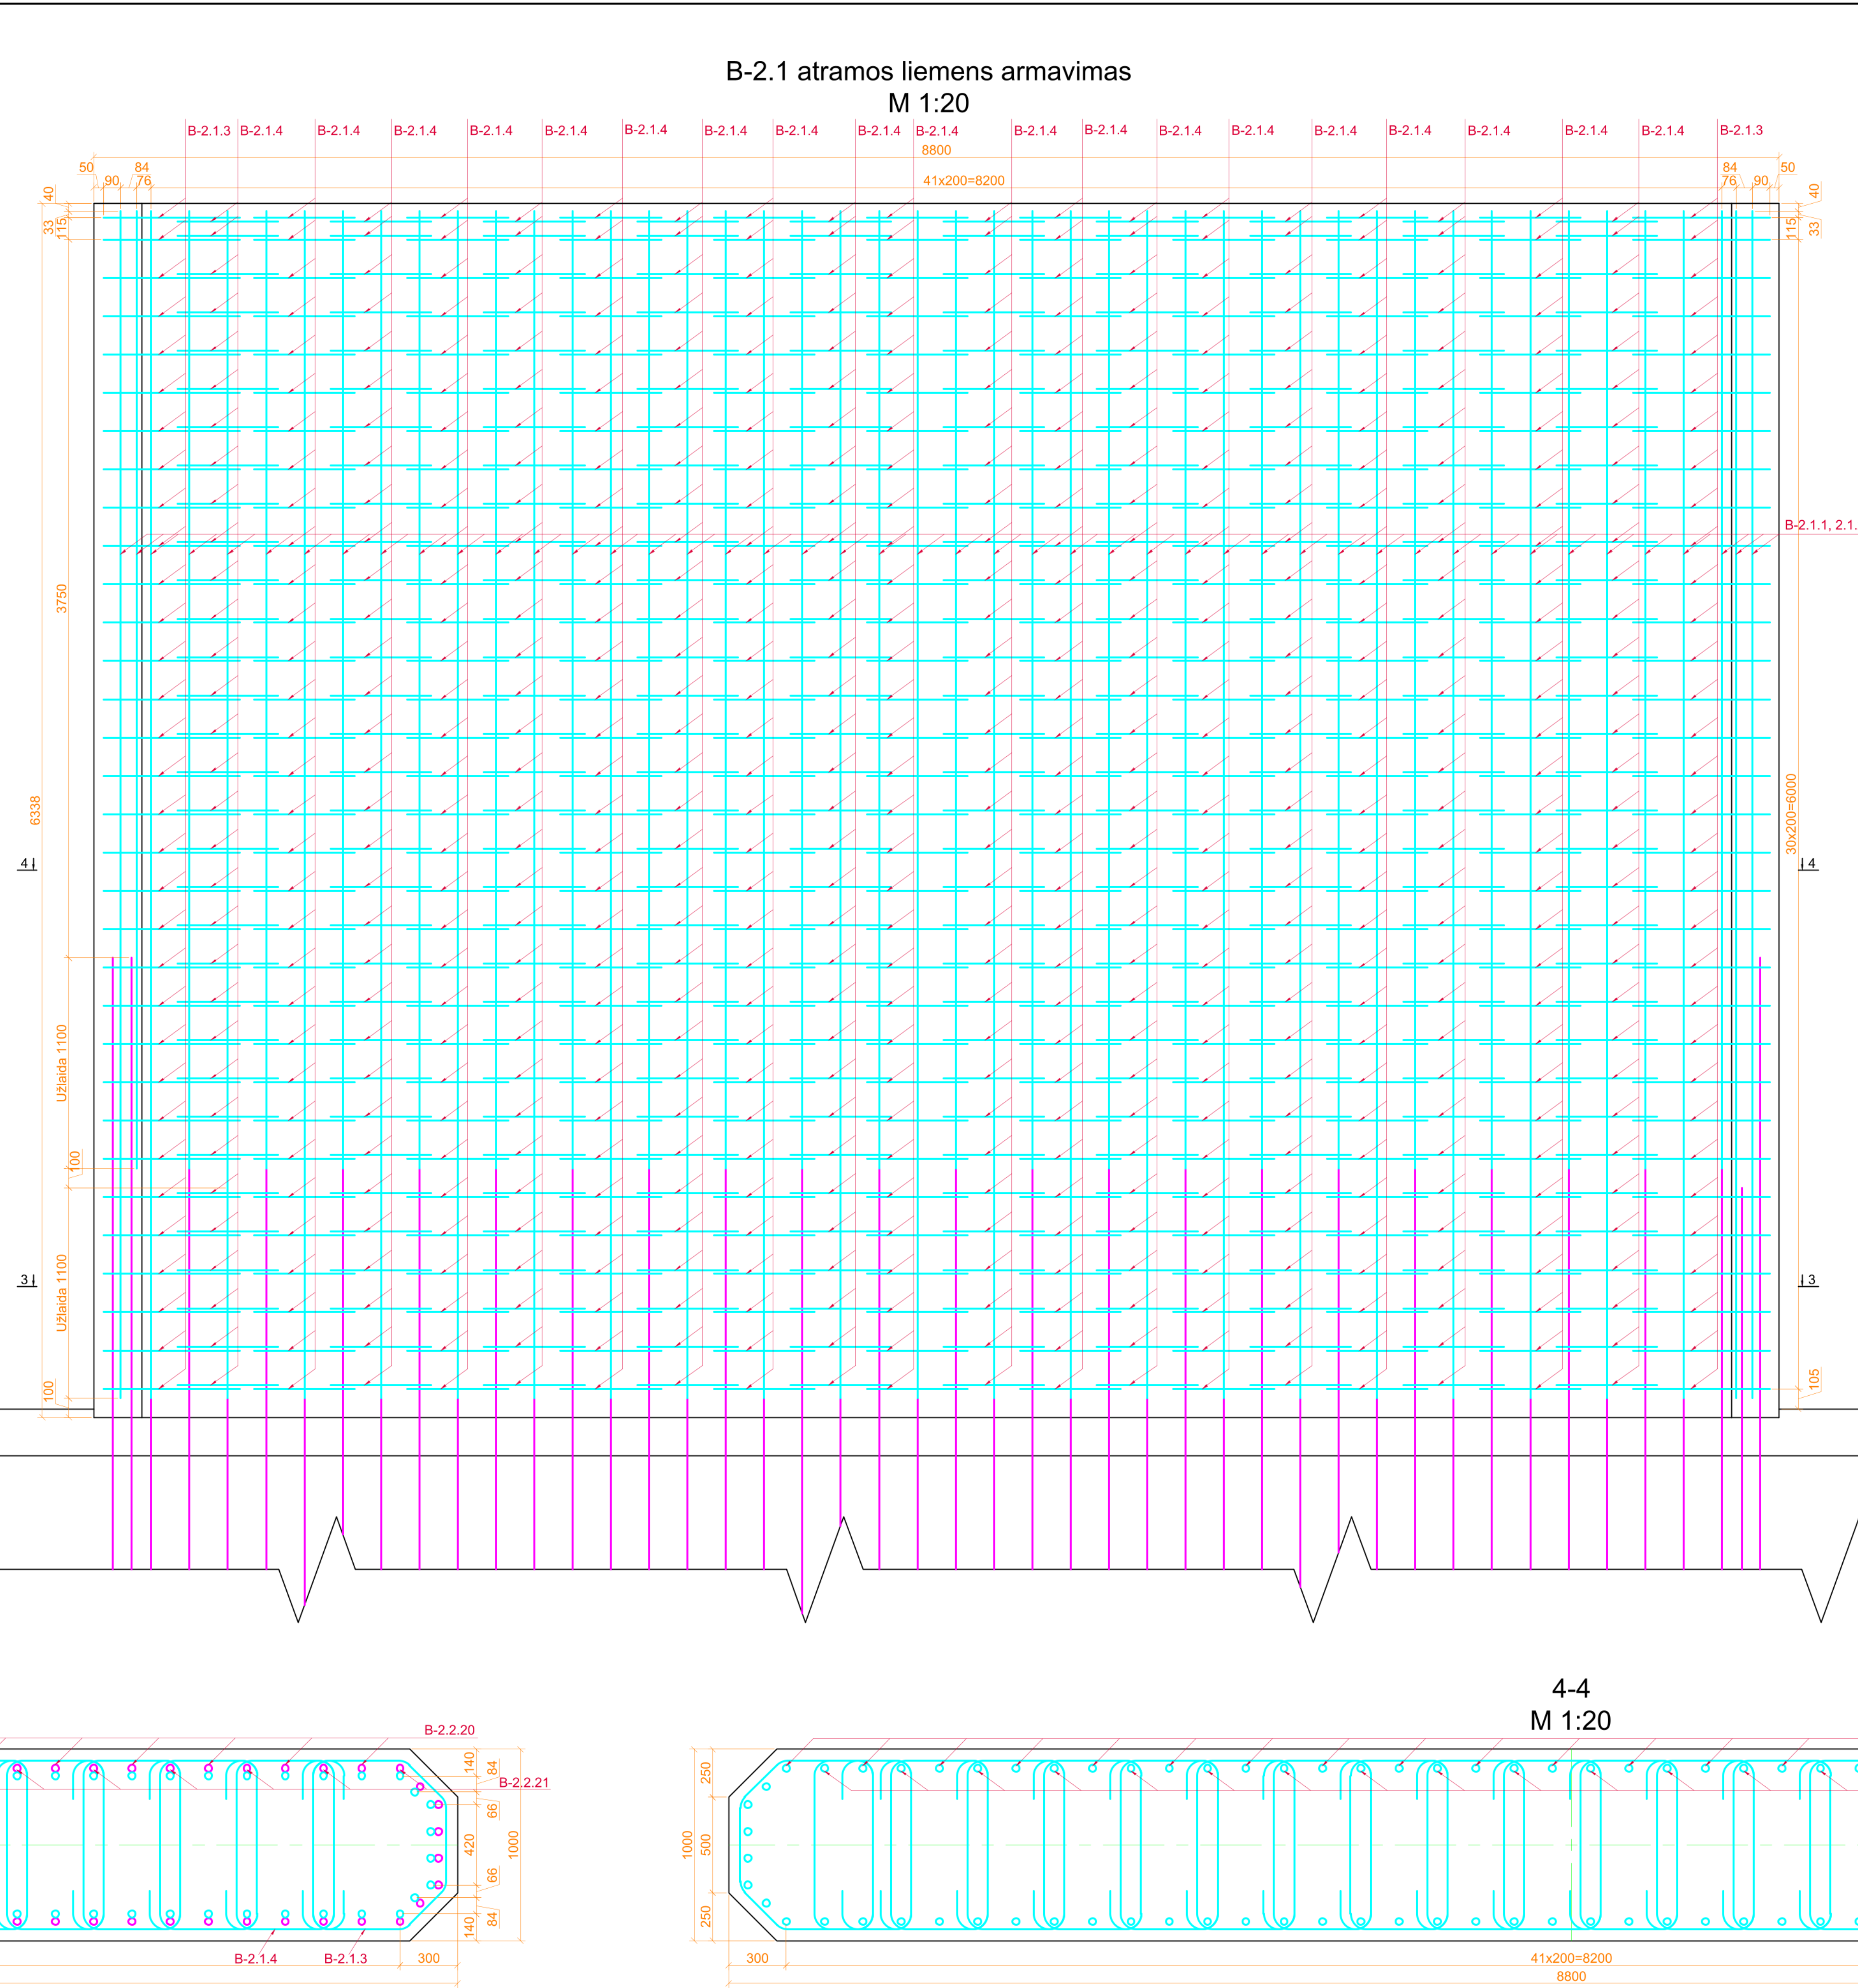 B-2.1 atramos liemens armavimas
M 1:20
B-2.1.3 B-2.1.4 B-2.1.4 B-2.1.4 B-2.1.4 B-2.1.4 B-2.1.4 B-2.1.4 B-2.1.4 B-2.1.4 B-2.1.4 B-2.1.4 B-2.1.4 B-2.1.4 B-2.1.4 B-2.1.4 B-2.1.4 B-2.1.4 B-2.1.4 B-2.1.4 B-2.1.3
8800
50 84 84 50
90 76 41x200=8200 76 90
40 40
33 115 115 33
B-2.1.1, 2.1.
3750
6338
30x200=6000
4 4
Užlaida 1100
100
Užlaida 1100
3 3
100 105
4-4
M 1:20
B-2.2.20
140 84
B-2.2.21
66
420 1000
66
140 84
B-2.1.4 B-2.1.3
300
250
1000 500
250
300 41x200=8200
8800